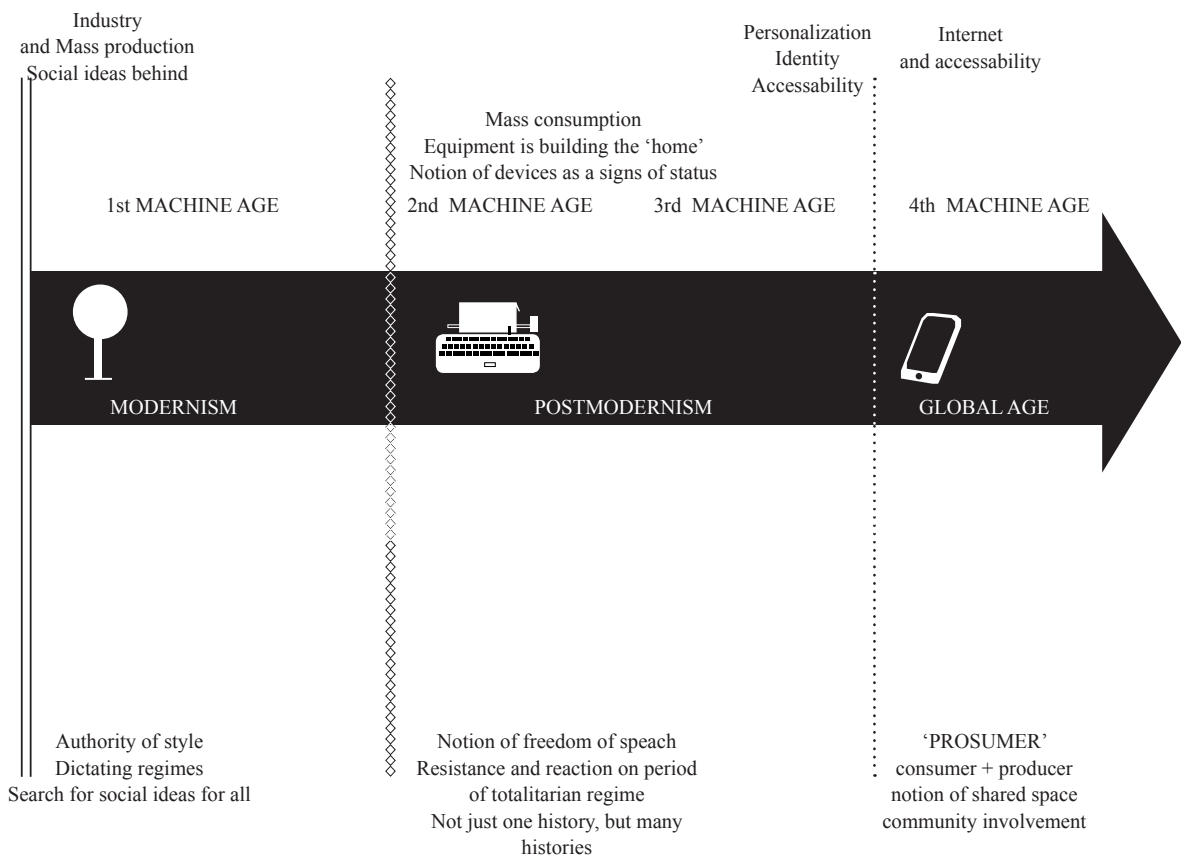 Industry
and Mass production
Social ideas behind
Personalization
Identity
Accessability
Internet
and accessability
Mass consumption
Equipment is building the ‘home’
Notion of devices as a signs of status
1st MACHINE AGE
2nd MACHINE AGE
3rd MACHINE AGE
4th MACHINE AGE
MODERNISM
POSTMODERNISM
GLOBAL AGE
Authority of style
Dictating regimes
Search for social ideas for all
Notion of freedom of speach
Resistance and reaction on period
of totalitarian regime
Not just one history, but many
histories
‘PROSUMER’
consumer + producer
notion of shared space
community involvement